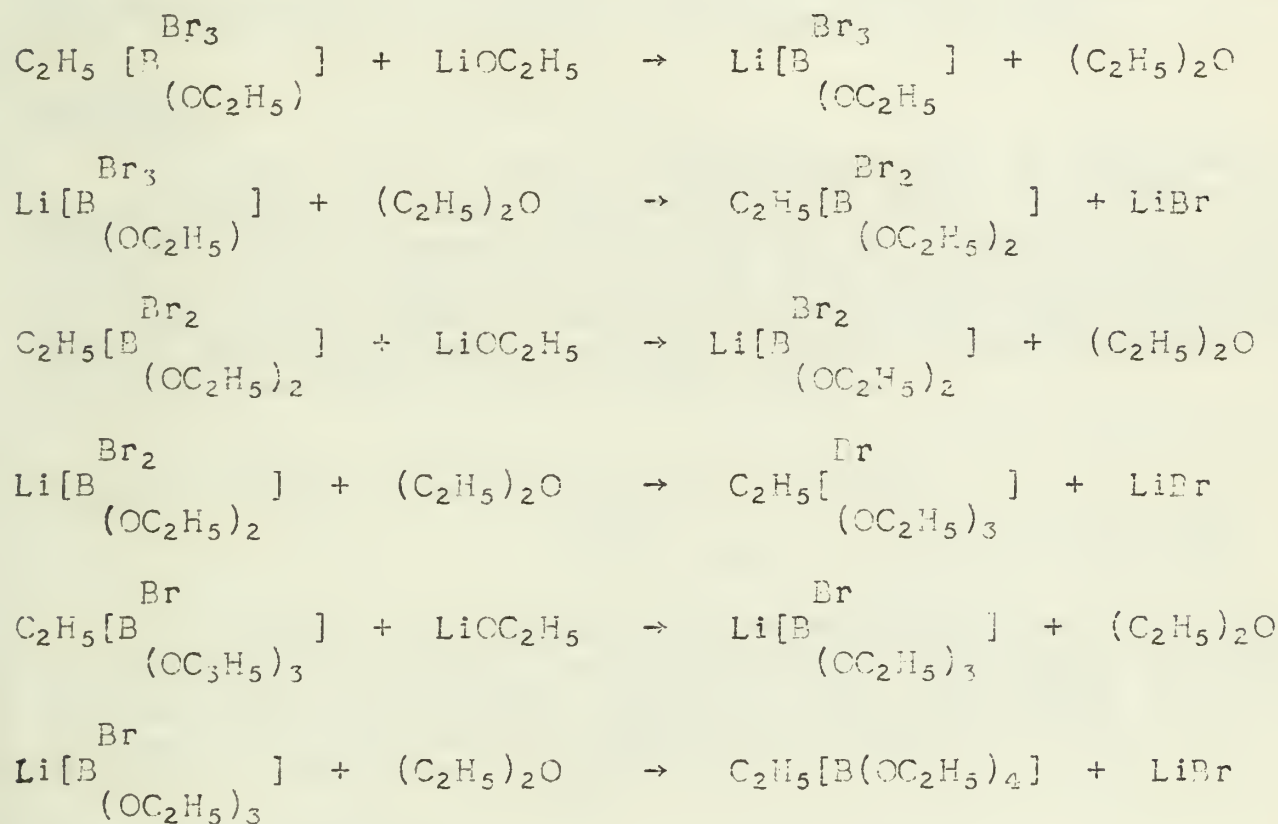 C₂H₅ [B Br₃ (OC₂H₅) ] + LiOC₂H₅ → Li[B Br₃ (OC₂H₅ ] + (C₂H₅)₂O
Li[B Br₃ (OC₂H₅) ] + (C₂H₅)₂O → C₂H₅[B Br₂ (OC₂H₅)₂ ] + LiBr
C₂H₅[B Br₂ (OC₂H₅)₂ ] + LiOC₂H₅ → Li[B Br₂ (OC₂H₅)₂ ] + (C₂H₅)₂O
Li[B Br₂ (OC₂H₅)₂ ] + (C₂H₅)₂O → C₂H₅[ Br (OC₂H₅)₃ ] + LiBr
C₂H₅[B Br (OC₃H₅)₃ ] + LiOC₂H₅ → Li[B Br (OC₂H₅)₃ ] + (C₂H₅)₂O
Li[B Br (OC₂H₅)₃ ] + (C₂H₅)₂O → C₂H₅[B(OC₂H₅)₄] + LiBr